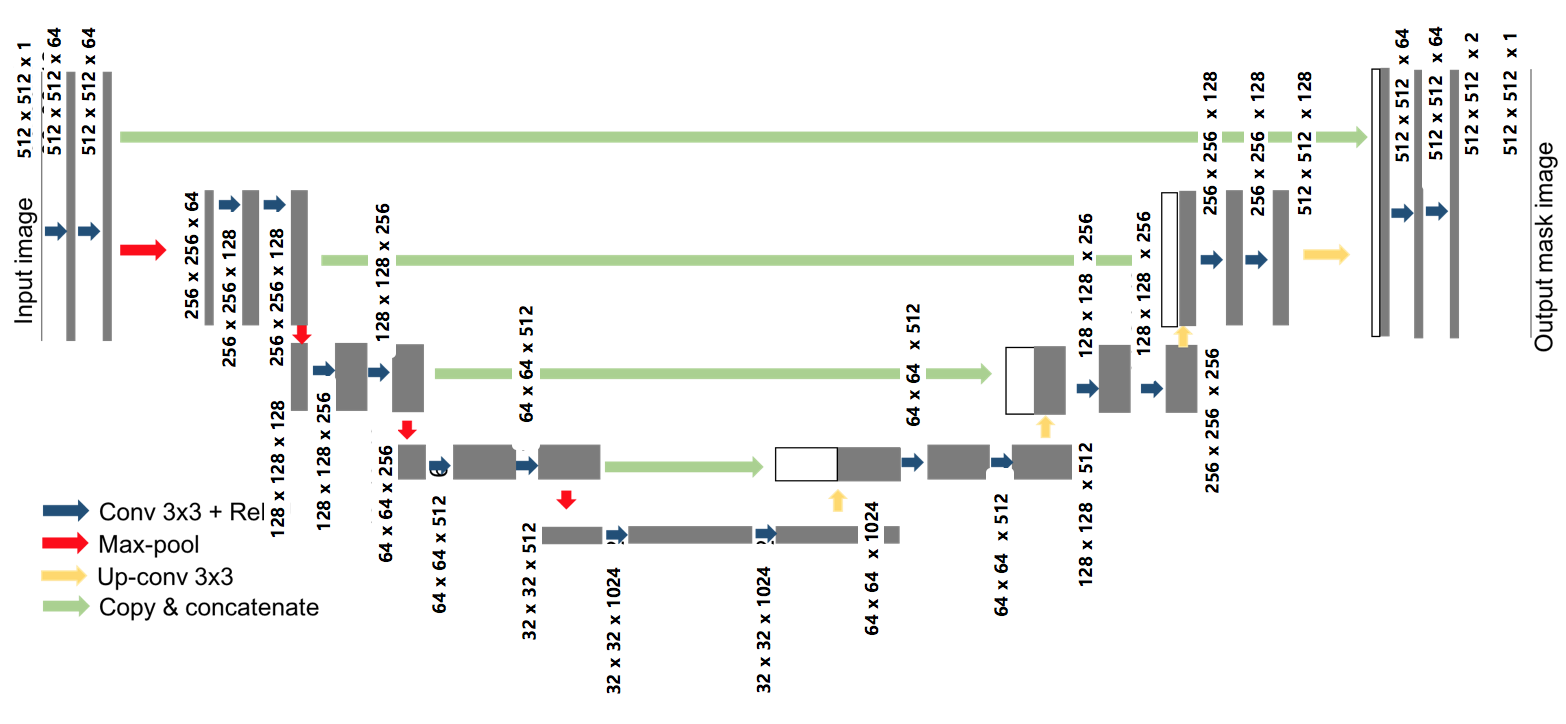 Input image
512 x 512 x 1
512 x 512 x 64
512 x 512 x 64
256 x 256 x 64
256 x 256 x 128
256 x 256 x 128
128 x 128 x 128
128 x 128 x 256
128 x 128 x 256
64 x 64 x 256
64 x 64 x 512
64 x 64 x 512
32 x 32 x 512
32 x 32 x 1024
32 x 32 x 1024
64 x 64 x 1024
64 x 64 x 512
64 x 64 x 512
128 x 128 x 512
128 x 128 x 256
128 x 128 x 256
256 x 256 x 256
256 x 256 x 128
256 x 256 x 128
512 x 512 x 128
512 x 512 x 64
512 x 512 x 64
512 x 512 x 2
512 x 512 x 1
Output mask image
Conv 3x3 + Rel
Max-pool
Up-conv 3x3
Copy & concatenate